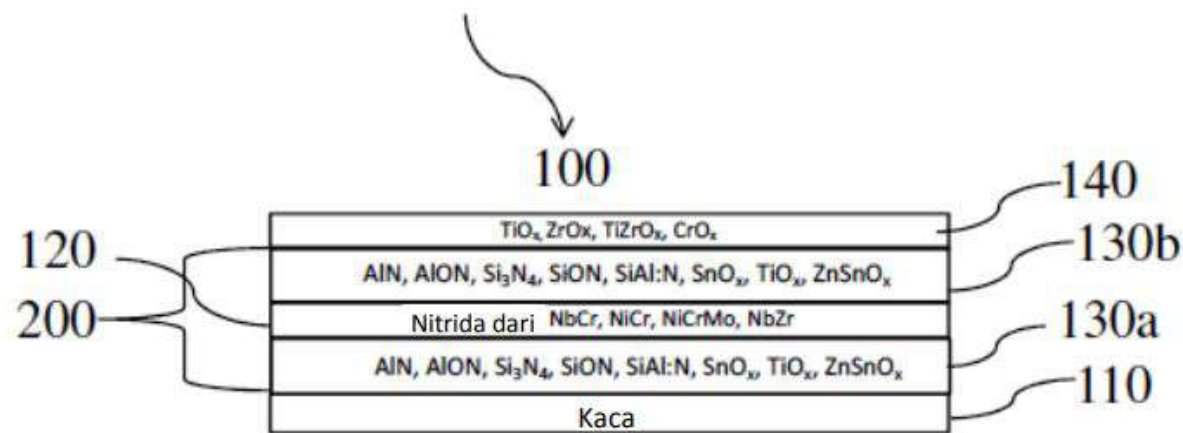 100
140
TiOₓ, ZrOx, TiZrOₓ, CrOₓ
120
130b
AlN, AlON, Si₃N₄, SiON, SiAl:N, SnOₓ, TiOₓ, ZnSnOₓ
200
Nitrida dari NbCr, NiCr, NiCrMo, NbZr
130a
AlN, AlON, Si₃N₄, SiON, SiAl:N, SnOₓ, TiOₓ, ZnSnOₓ
110
Kaca